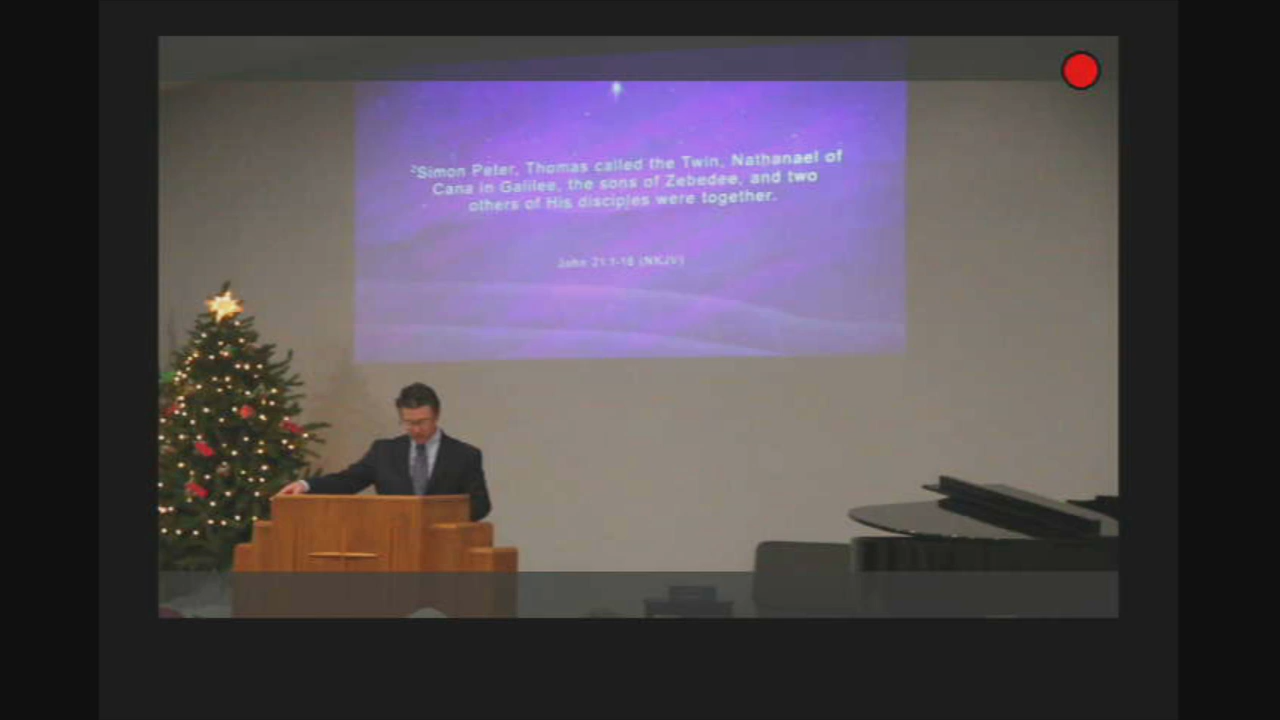 ²Simon Peter, Thomas called the Twin, Nathanael of
Cana in Galilee, the sons of Zebedee, and two
others of His disciples were together.
John 21:1-18 (NKJV)